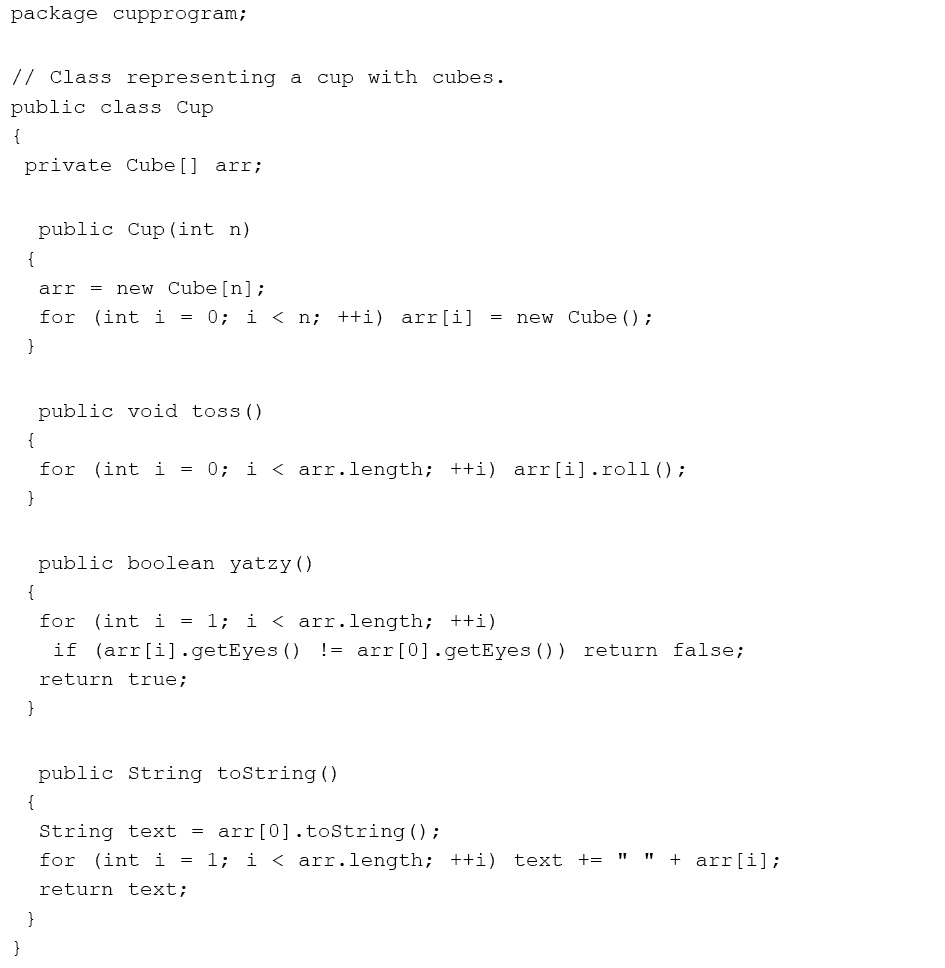 package cupprogram;
// Class representing a cup with cubes.
public class Cup
{
private Cube[] arr;
public Cup(int n)
{
arr = new Cube[n];
for (int i = 0; i < n; ++i) arr[i] = new Cube();
}
public void toss()
{
for (int i = 0; i < arr.length; ++i) arr[i].roll();
}
public boolean yatzy()
{
for (int i = 1; i < arr.length; ++i)
if (arr[i].getEyes() != arr[0].getEyes()) return false;
return true;
}
public String toString()
{
String text = arr[0].toString();
for (int i = 1; i < arr.length; ++i) text += " " + arr[i];
return text;
}
}